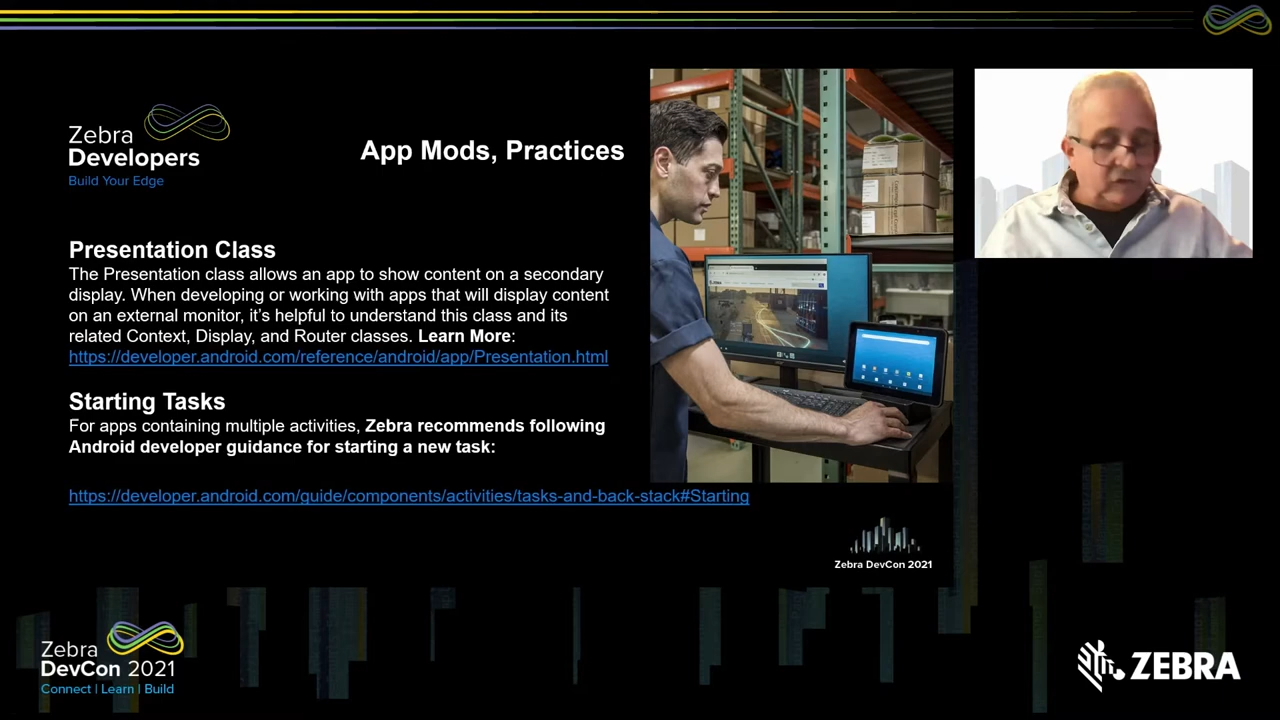 Zebra
Developers
Build Your Edge
App Mods, Practices
Presentation Class
The Presentation class allows an app to show content on a secondary
display. When developing or working with apps that will display content
on an external monitor, it's helpful to understand this class and its
related Context, Display, and Router classes. Learn More:
https://developer.android.com/reference/android/app/Presentation.html
Starting Tasks
For apps containing multiple activities, Zebra recommends following
Android developer guidance for starting a new task:
https://developer.android.com/guide/components/activities/tasks-and-back-stack#Starting
Zebra DevCon 2021
Zebra
DevCon 2021
Connect | Learn | Build
ZEBRA